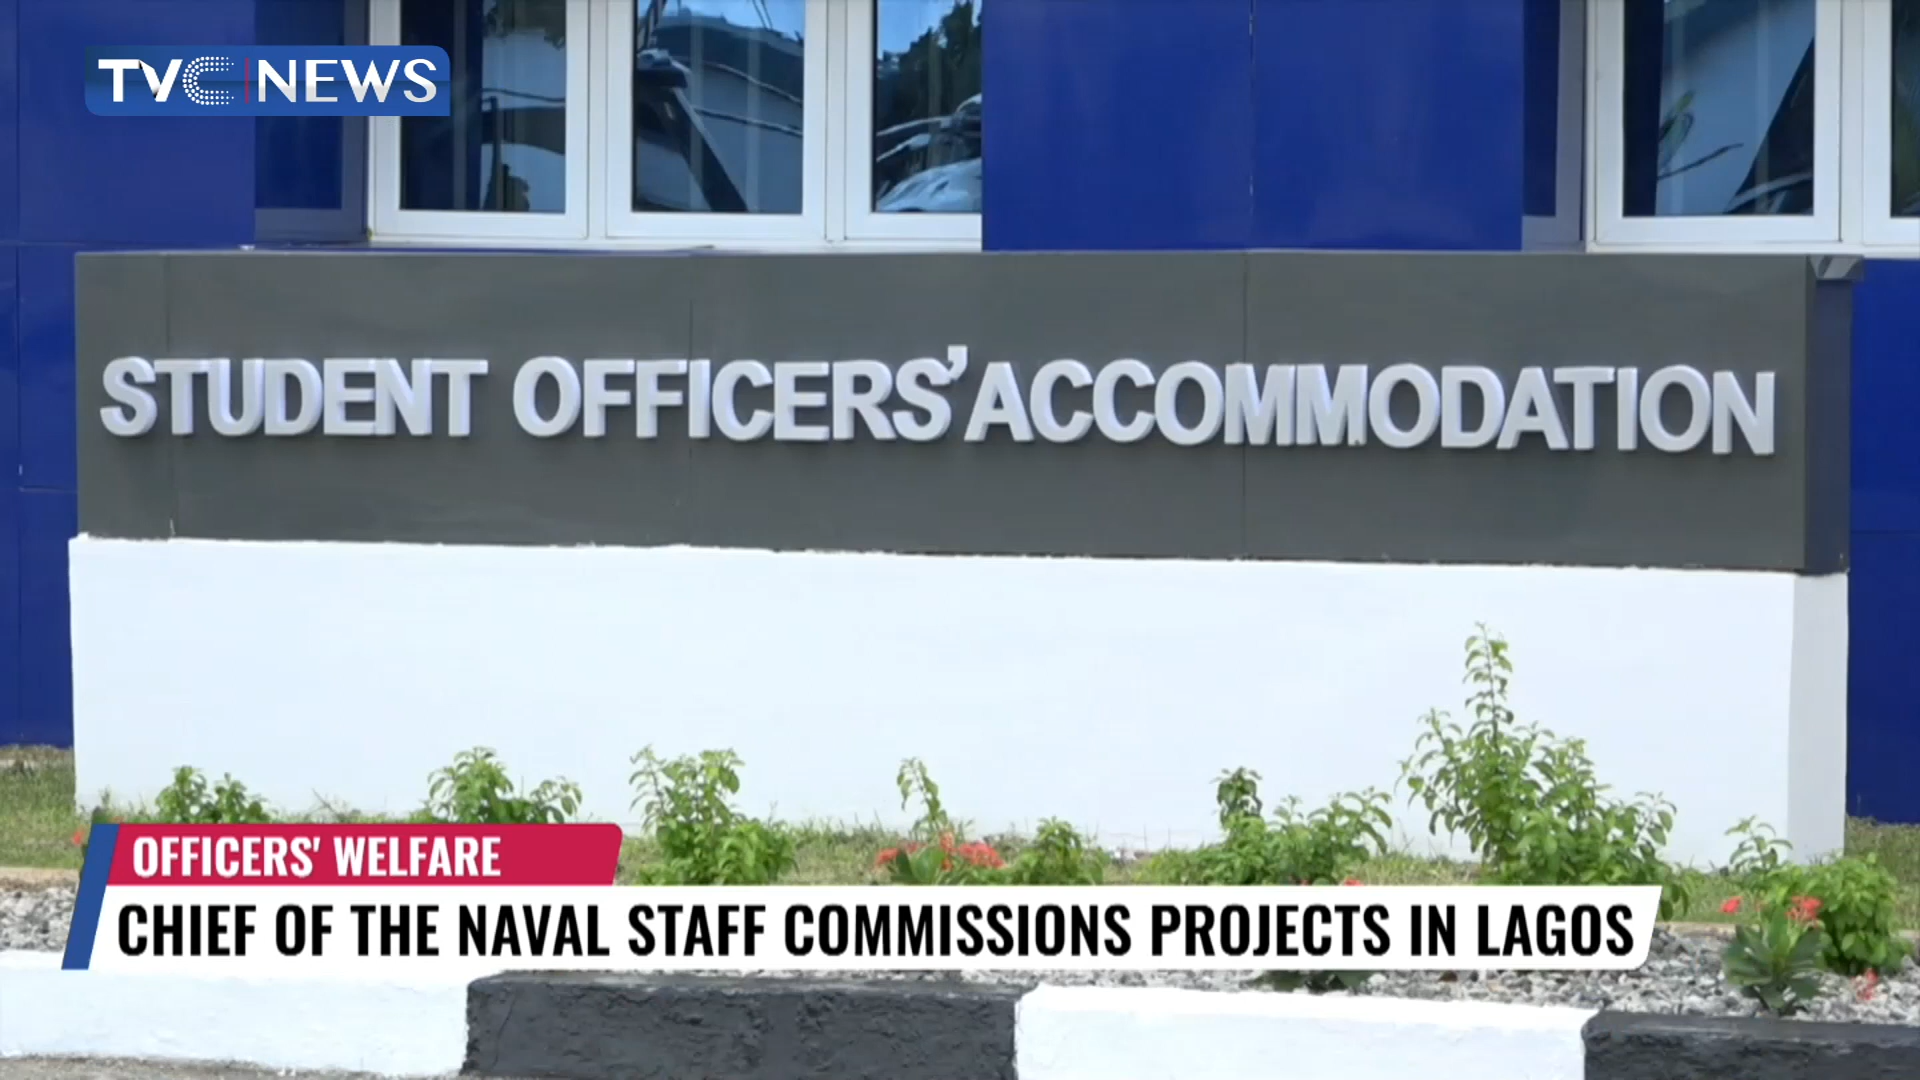 TVC NEWS
STUDENT OFFICERS' ACCOMMODATION
OFFICERS' WELFARE
CHIEF OF THE NAVAL STAFF COMMISSIONS PROJECTS IN LAGOS